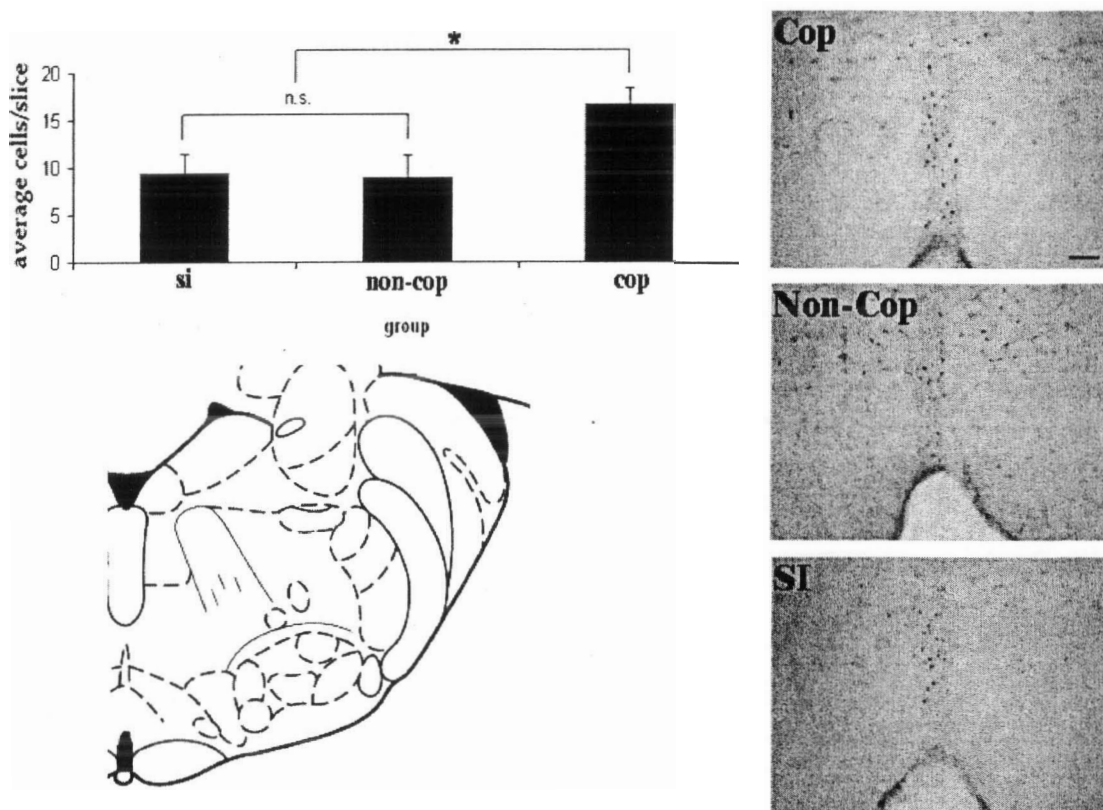 *
average cells/slice
20
15
10
5
0
n.s.
si
non-cop
cop
group
Cop
Non-Cop
SI